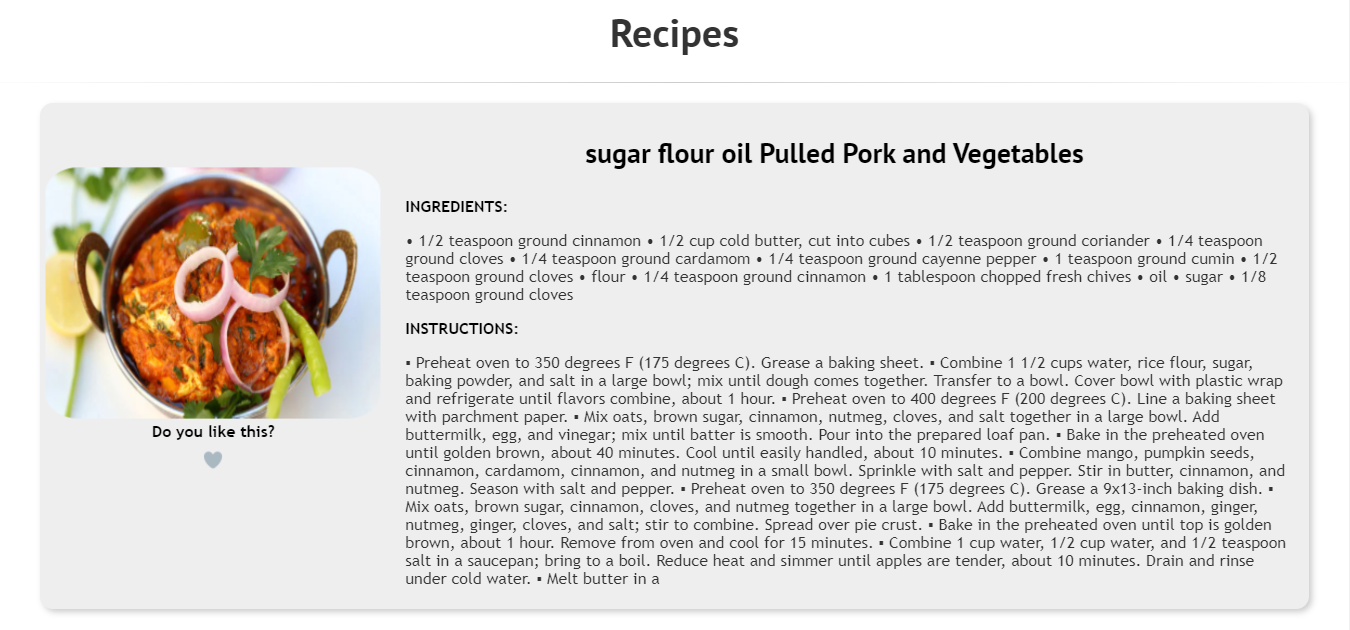 Recipes
sugar flour oil Pulled Pork and Vegetables
INGREDIENTS:
• 1/2 teaspoon ground cinnamon • 1/2 cup cold butter, cut into cubes • 1/2 teaspoon ground coriander • 1/4 teaspoon
ground cloves • 1/4 teaspoon ground cardamom • 1/4 teaspoon ground cayenne pepper • 1 teaspoon ground cumin • 1/2
teaspoon ground cloves • flour • 1/4 teaspoon ground cinnamon • 1 tablespoon chopped fresh chives • oil • sugar • 1/8
teaspoon ground cloves
INSTRUCTIONS:
▪ Preheat oven to 350 degrees F (175 degrees C). Grease a baking sheet. ▪ Combine 1 1/2 cups water, rice flour, sugar,
baking powder, and salt in a large bowl; mix until dough comes together. Transfer to a bowl. Cover bowl with plastic wrap
and refrigerate until flavors combine, about 1 hour. ▪ Preheat oven to 400 degrees F (200 degrees C). Line a baking sheet
with parchment paper. ▪ Mix oats, brown sugar, cinnamon, nutmeg, cloves, and salt together in a large bowl. Add
buttermilk, egg, and vinegar; mix until batter is smooth. Pour into the prepared loaf pan. ▪ Bake in the preheated oven
until golden brown, about 40 minutes. Cool until easily handled, about 10 minutes. ▪ Combine mango, pumpkin seeds,
cinnamon, cardamom, cinnamon, and nutmeg in a small bowl. Sprinkle with salt and pepper. Stir in butter, cinnamon, and
nutmeg. Season with salt and pepper. ▪ Preheat oven to 350 degrees F (175 degrees C). Grease a 9x13-inch baking dish. ▪
Mix oats, brown sugar, cinnamon, cloves, and nutmeg together in a large bowl. Add buttermilk, egg, cinnamon, ginger,
nutmeg, ginger, cloves, and salt; stir to combine. Spread over pie crust. ▪ Bake in the preheated oven until top is golden
brown, about 1 hour. Remove from oven and cool for 15 minutes. ▪ Combine 1 cup water, 1/2 cup water, and 1/2 teaspoon
salt in a saucepan; bring to a boil. Reduce heat and simmer until apples are tender, about 10 minutes. Drain and rinse
under cold water. ▪ Melt butter in a
Do you like this?